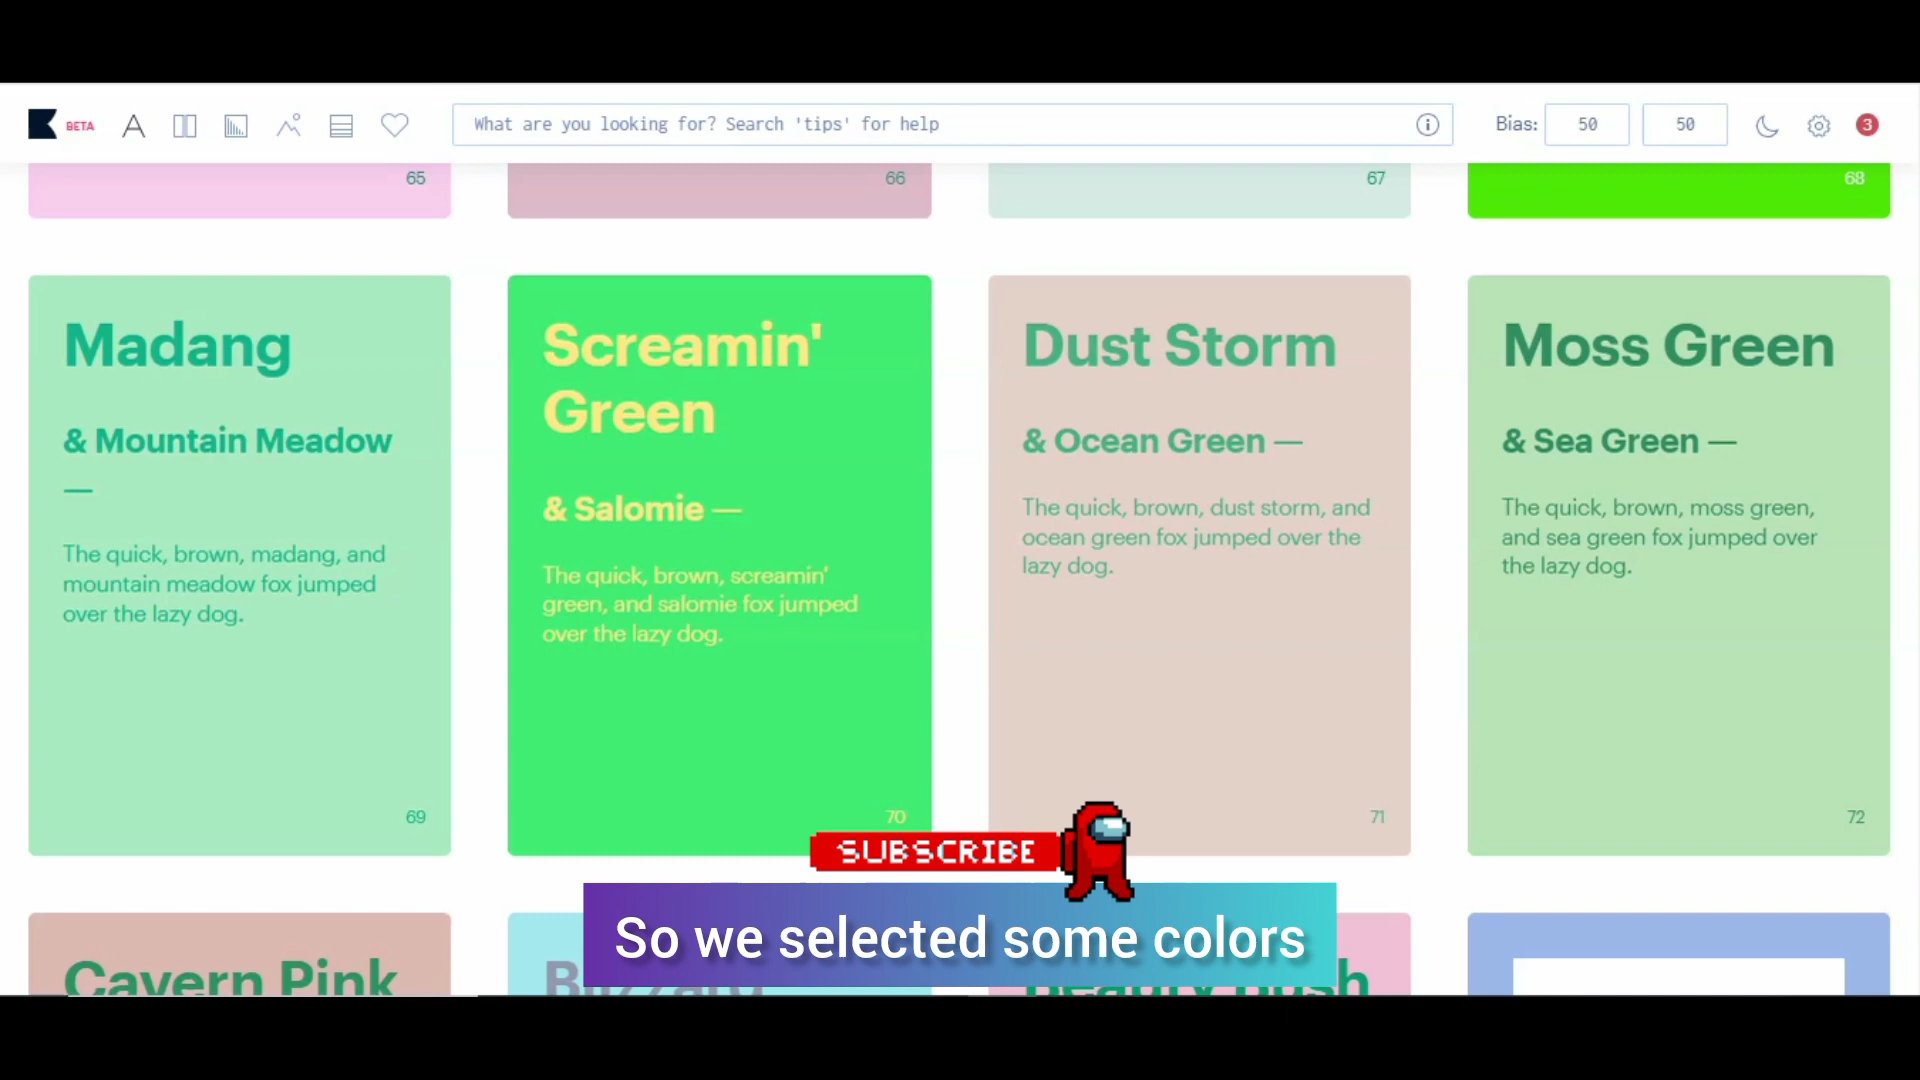 BETA
What are you looking for? Search 'tips' for help
Bias: 50 50
3
65
66
67
68
Madang
& Mountain Meadow
—
The quick, brown, madang, and
mountain meadow fox jumped
over the lazy dog.
69
Screamin'
Green
& Salomie —
The quick, brown, screamin'
green, and salomie fox jumped
over the lazy dog.
70
Dust Storm
& Ocean Green —
The quick, brown, dust storm, and
ocean green fox jumped over the
lazy dog.
71
Moss Green
& Sea Green —
The quick, brown, moss green,
and sea green fox jumped over
the lazy dog.
72
SUBSCRIBE
So we selected some colors
Cavern Pink
Blizzard
Beauty Bush